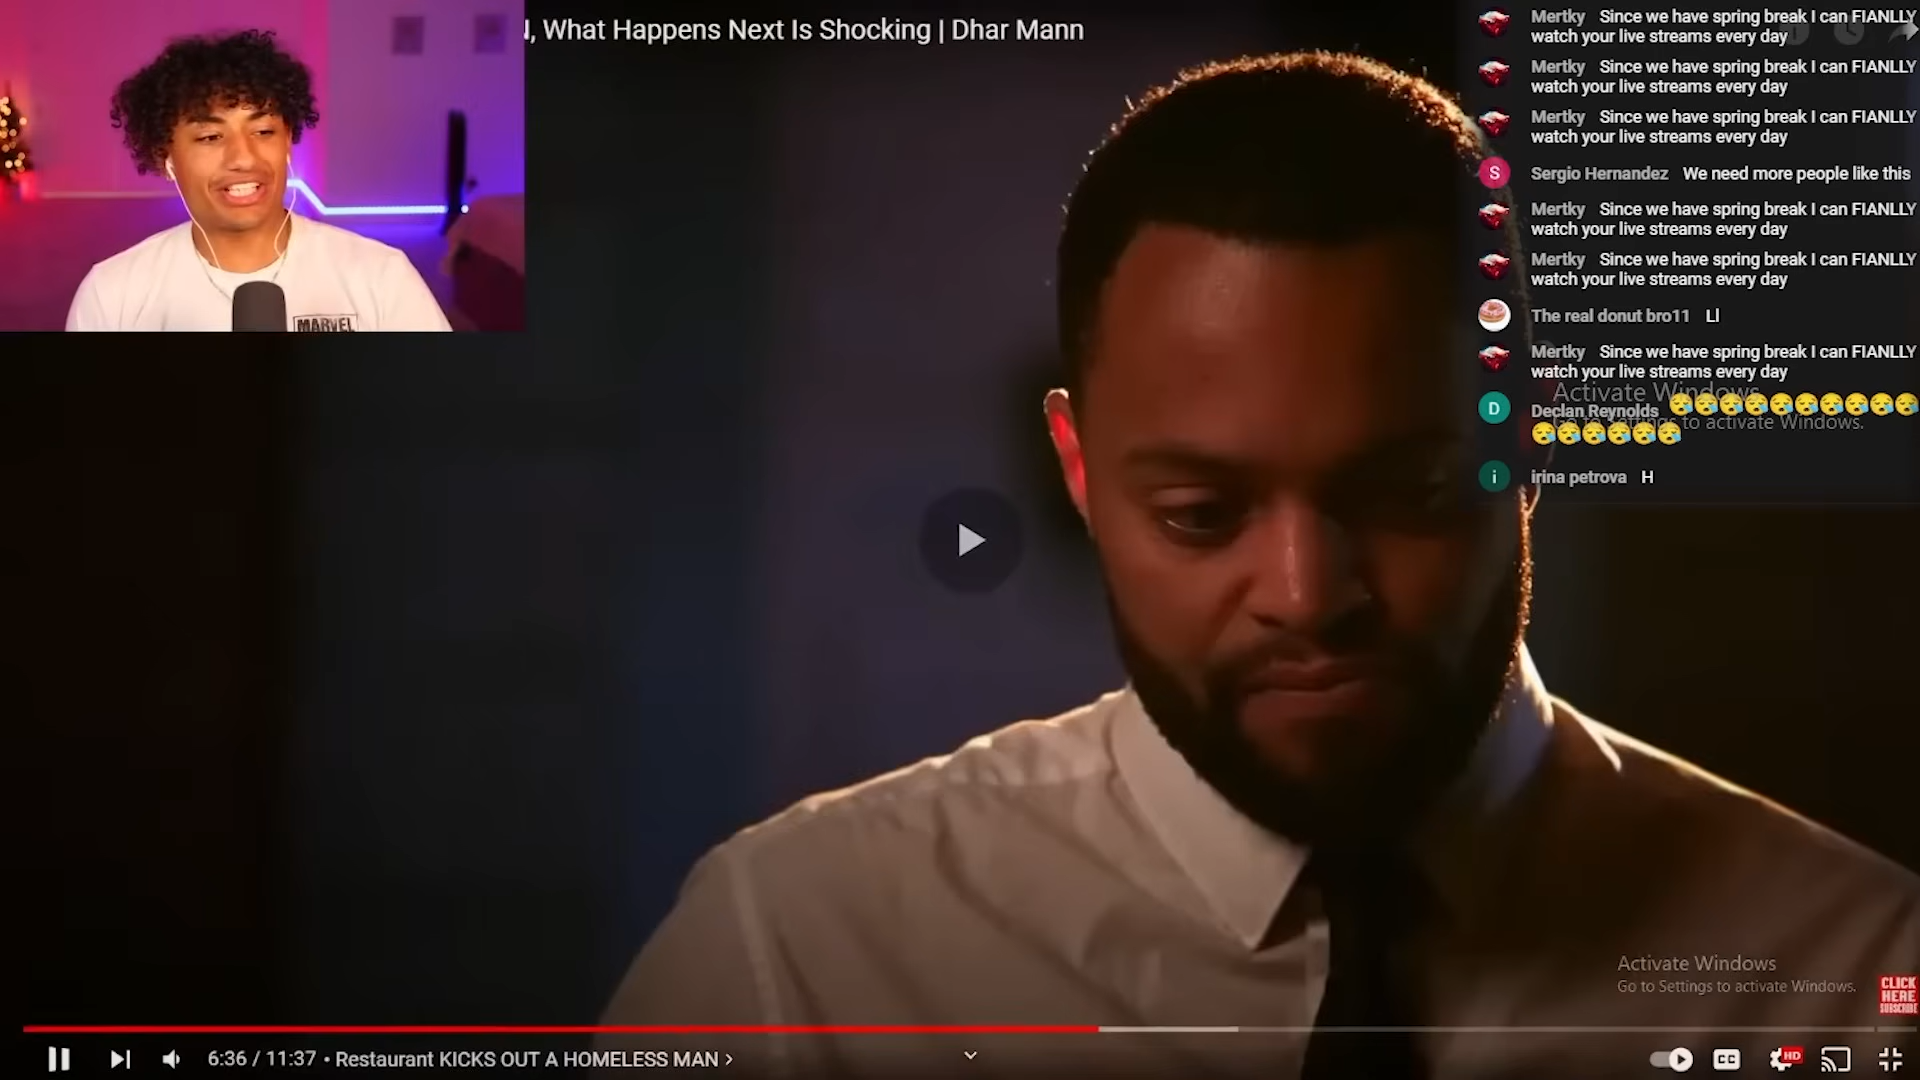 , What Happens Next Is Shocking | Dhar Mann
MARVEL
Mertky Since we have spring break I can FIANLLY
watch your live streams every day
Mertky Since we have spring break I can FIANLLY
watch your live streams every day
Mertky Since we have spring break I can FIANLLY
watch your live streams every day
S Sergio Hernandez We need more people like this
Mertky Since we have spring break I can FIANLLY
watch your live streams every day
Mertky Since we have spring break I can FIANLLY
watch your live streams every day
The real donut bro11 Ll
Mertky Since we have spring break I can FIANLLY
watch your live streams every day
Activate Windows
D Declan Reynolds 😪😪😪😪😪😪😪😪😪😪
😪😪😪😪😪😪
Go to Settings to activate Windows.
i irina petrova H
Activate Windows
Go to Settings to activate Windows.
CLICK
HERE
SUBSCRIBE
6:36 / 11:37 • Restaurant KICKS OUT A HOMELESS MAN >
CC
HD